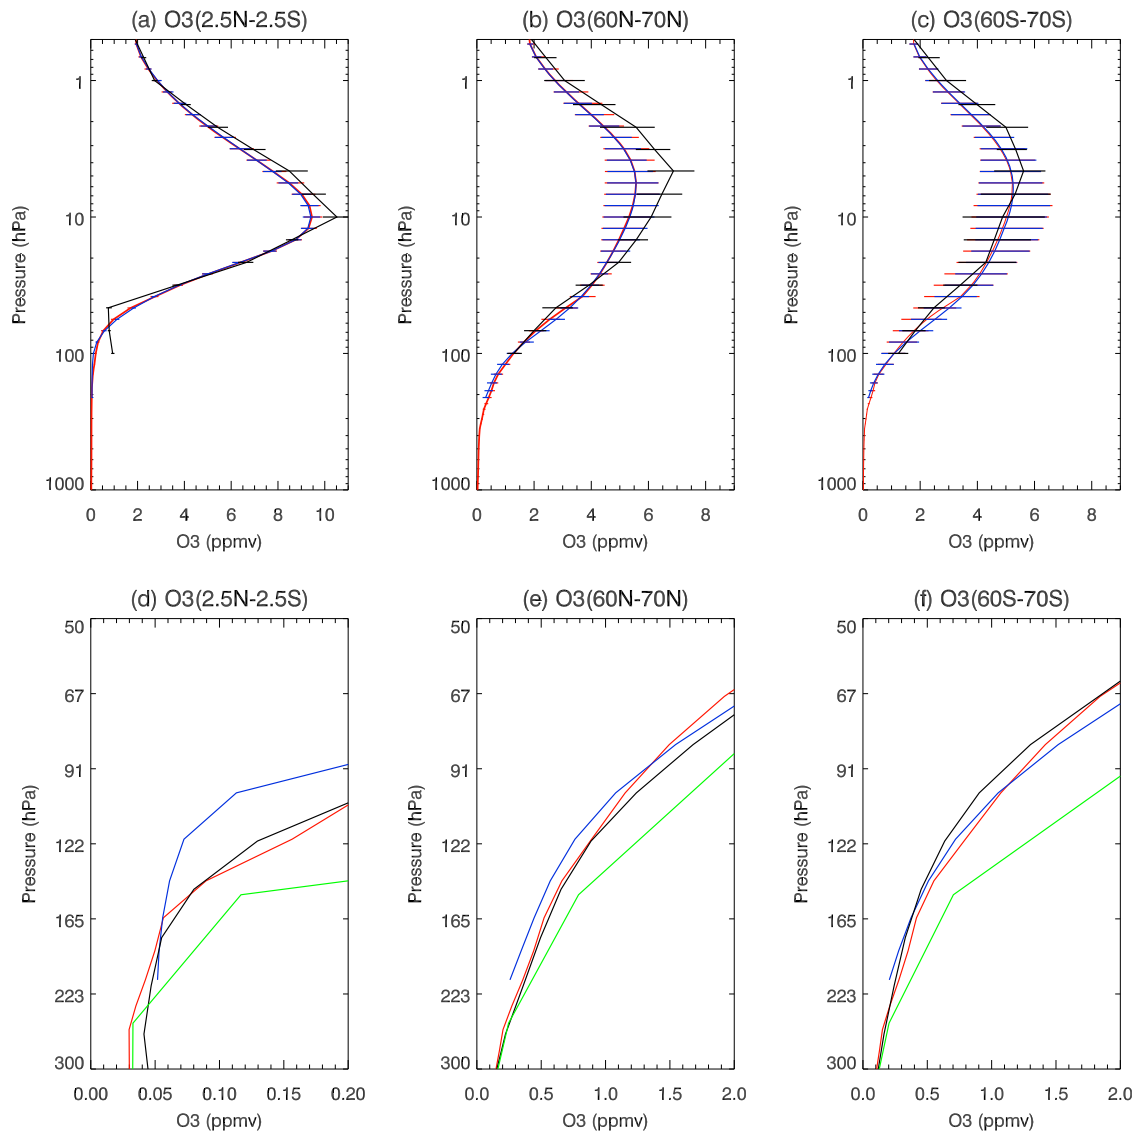 (a) O3(2.5N-2.5S)
(b) O3(60N-70N)
(c) O3(60S-70S)
Pressure (hPa)
1
10
100
1000
0 2 4 6 8 10
O3 (ppmv)
Pressure (hPa)
1
10
100
1000
0 2 4 6 8
O3 (ppmv)
Pressure (hPa)
1
10
100
1000
0 2 4 6 8
O3 (ppmv)
(d) O3(2.5N-2.5S)
(e) O3(60N-70N)
(f) O3(60S-70S)
Pressure (hPa)
50
67
91
122
165
223
300
0.00 0.05 0.10 0.15 0.20
O3 (ppmv)
Pressure (hPa)
50
67
91
122
165
223
300
0.0 0.5 1.0 1.5 2.0
O3 (ppmv)
Pressure (hPa)
50
67
91
122
165
223
300
0.0 0.5 1.0 1.5 2.0
O3 (ppmv)